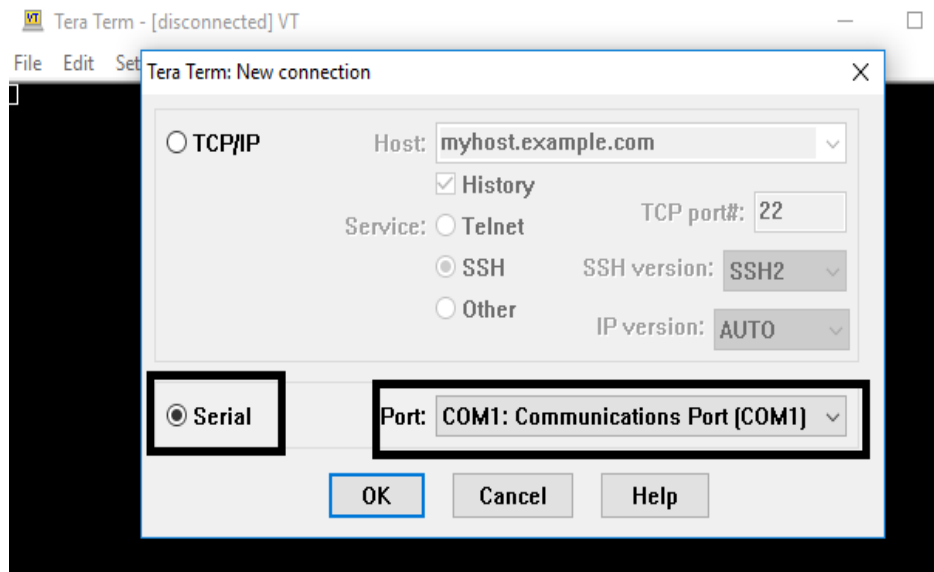 VT Tera Term - [disconnected] VT
File Edit Set
Tera Term: New connection
TCP/IP Host: myhost.example.com
History
Service: Telnet TCP port#: 22
SSH SSH version: SSH2
Other IP version: AUTO
Serial Port: COM1: Communications Port (COM1)
OK Cancel Help